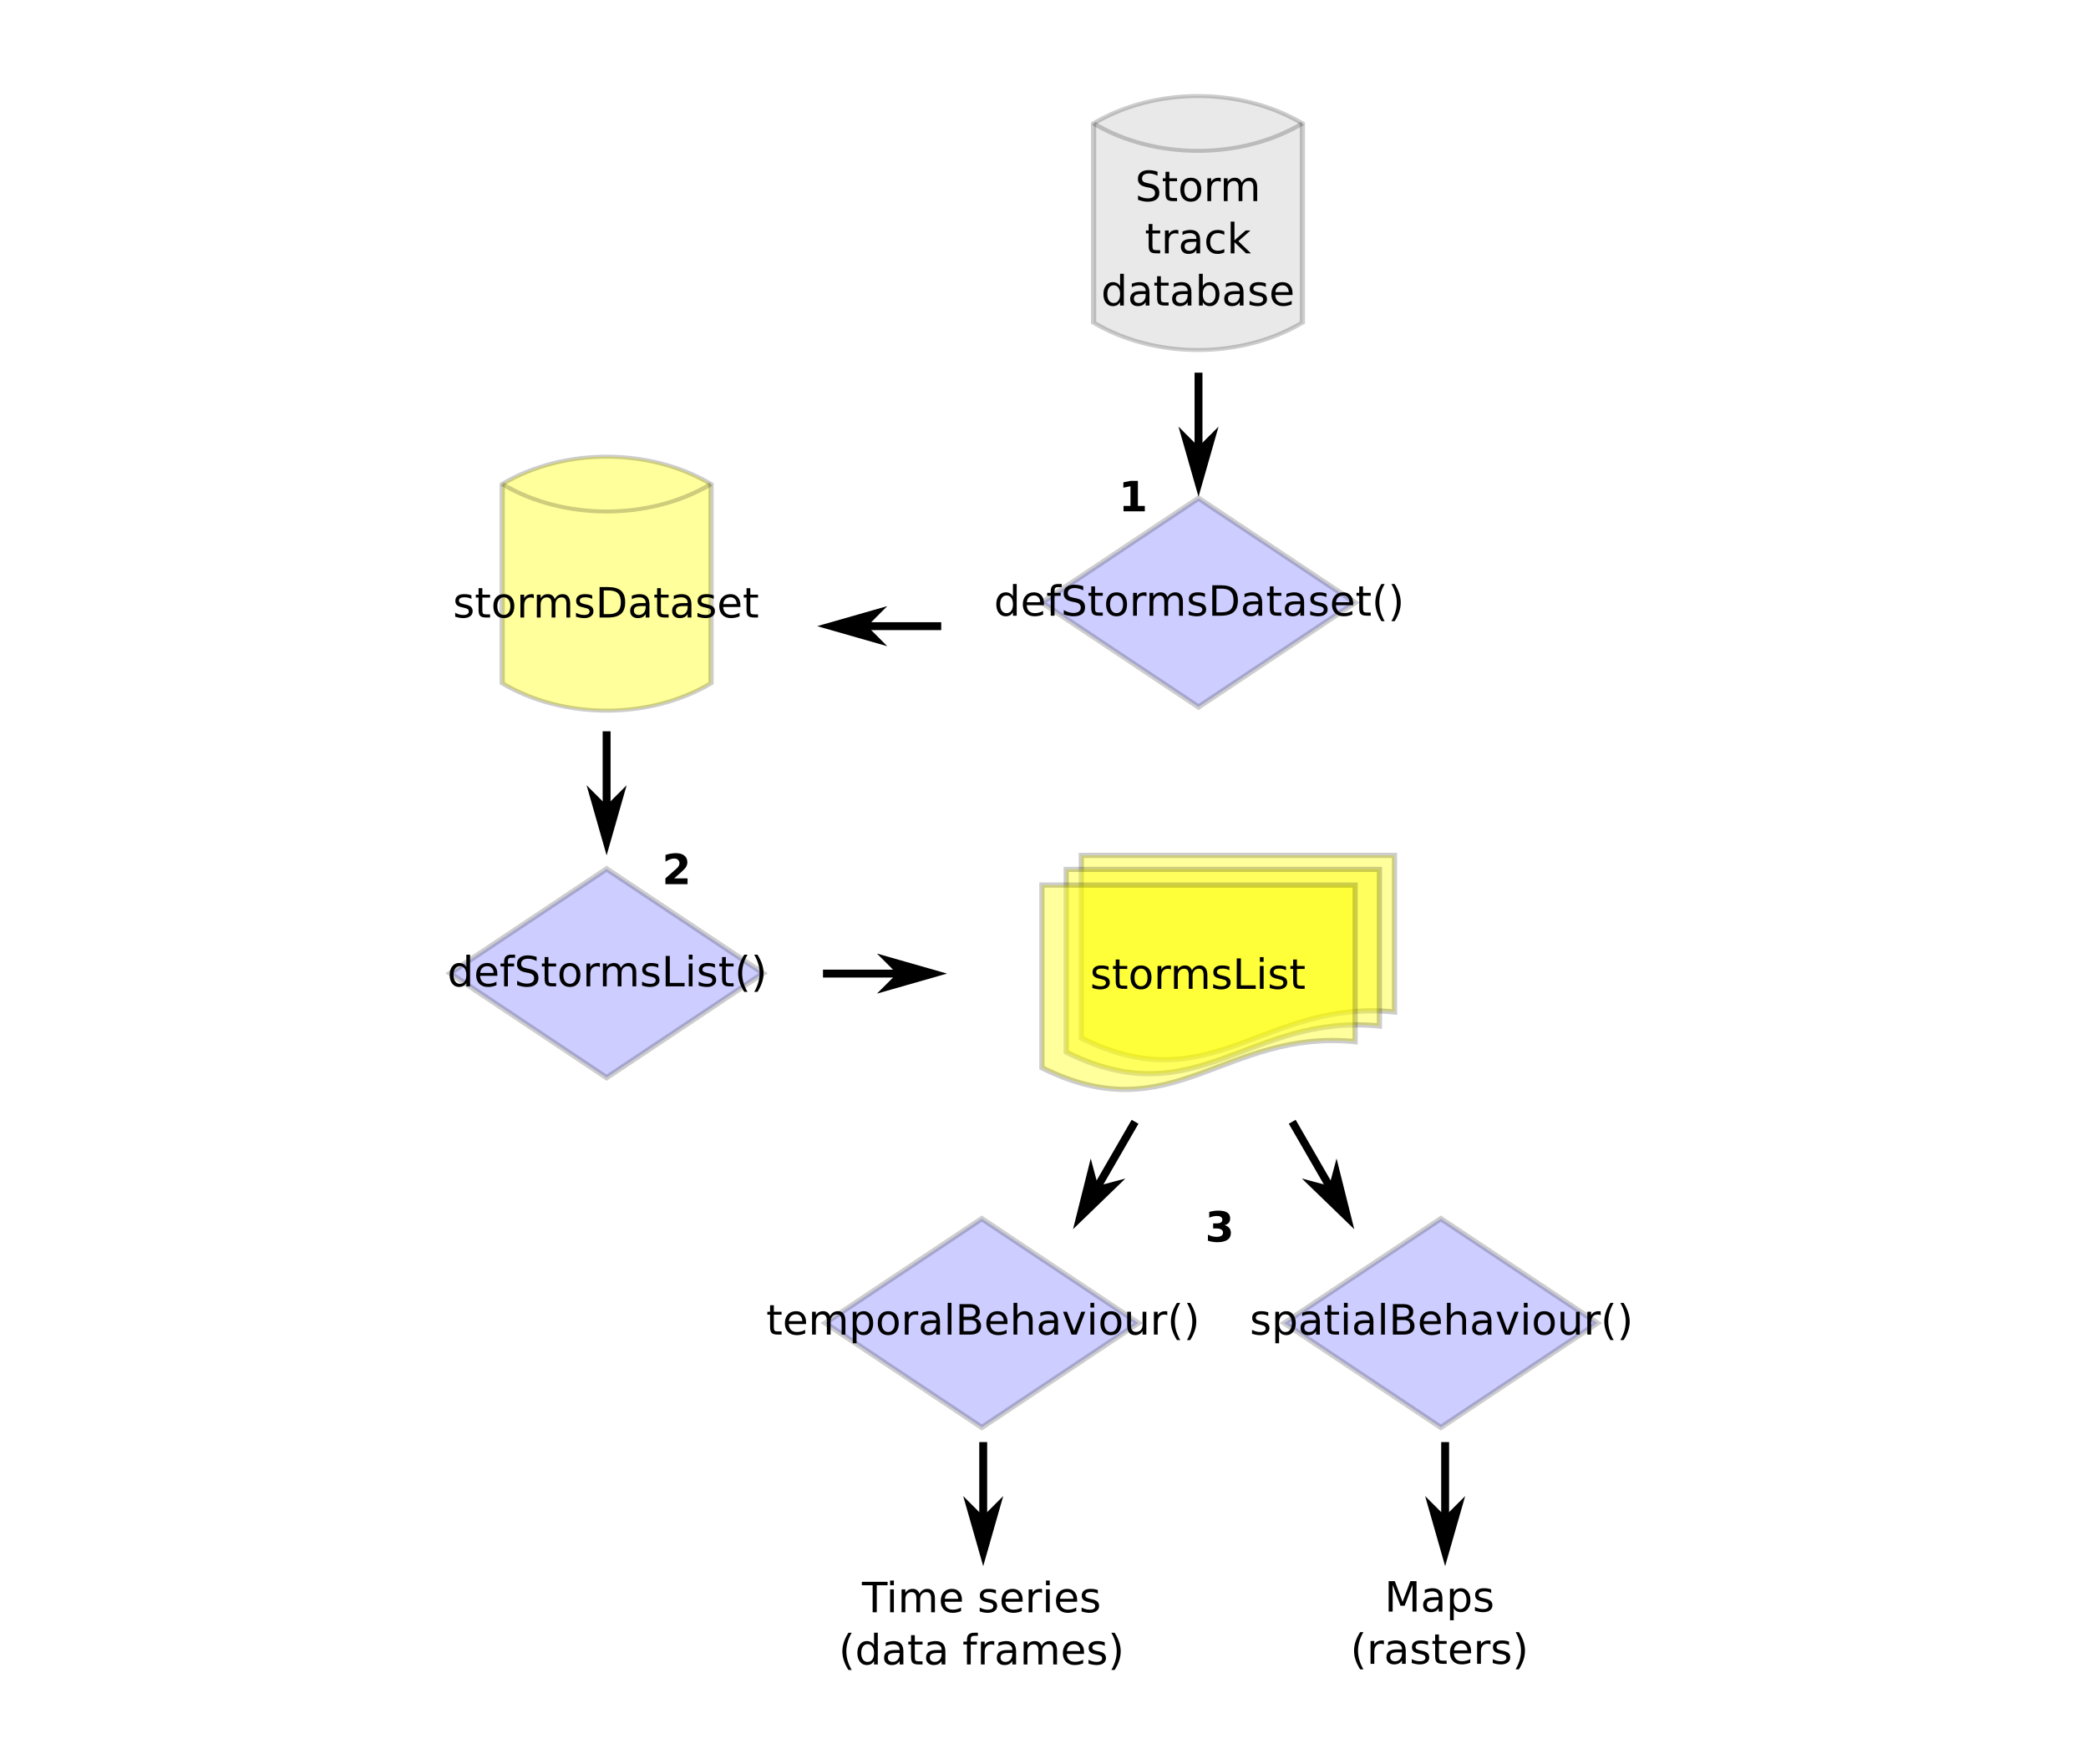 Storm
track
database
1
defStormsDataset()
stormsDataset
2
defStormsList()
stormsList
3
temporalBehaviour()
spatialBehaviour()
Time series
(data frames)
Maps
(rasters)